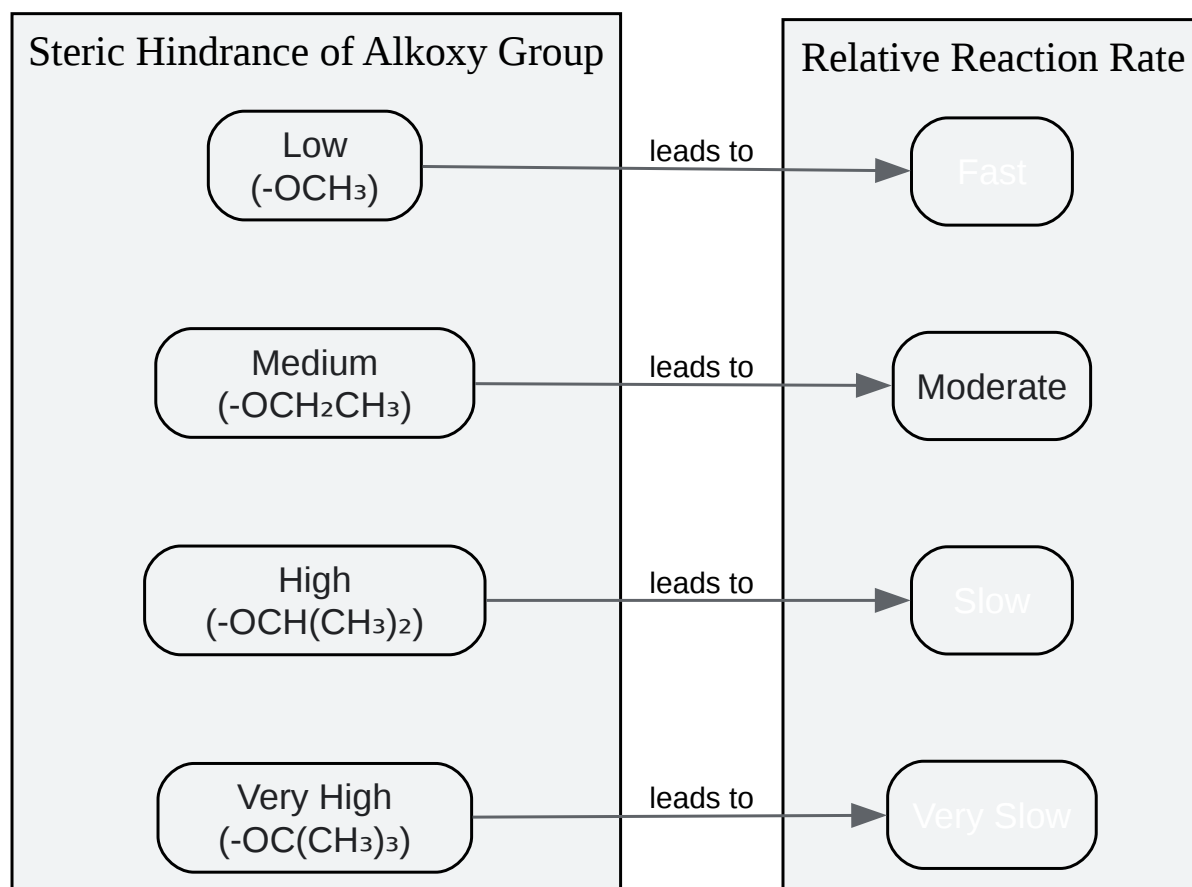 Steric Hindrance of Alkoxy Group
Relative Reaction Rate
Low
(-OCH₃)
leads to
Fast
Medium
(-OCH₂CH₃)
leads to
Moderate
High
(-OCH(CH₃)₂)
leads to
Slow
Very High
(-OC(CH₃)₃)
leads to
Very Slow